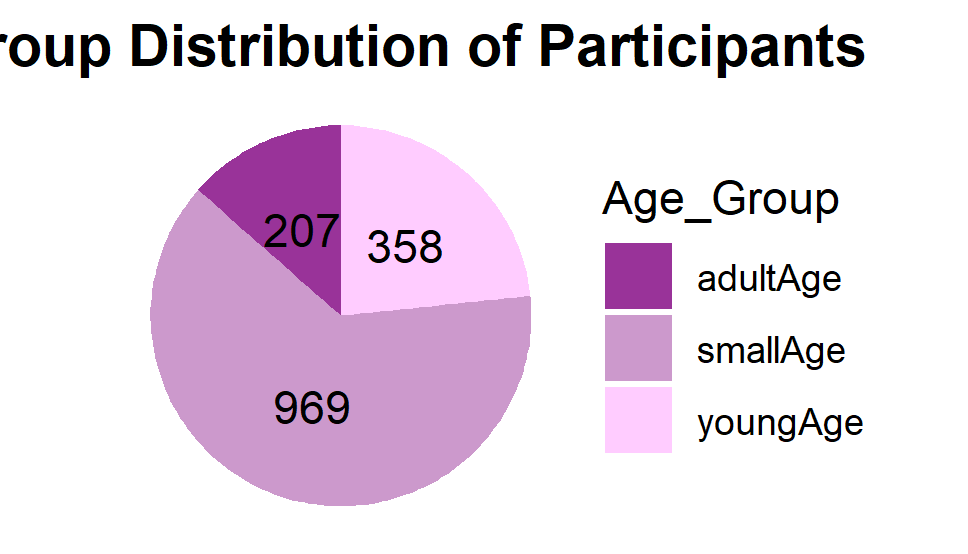 roup Distribution of Participants
Age_Group
207
358
adultAge
smallAge
969
youngAge